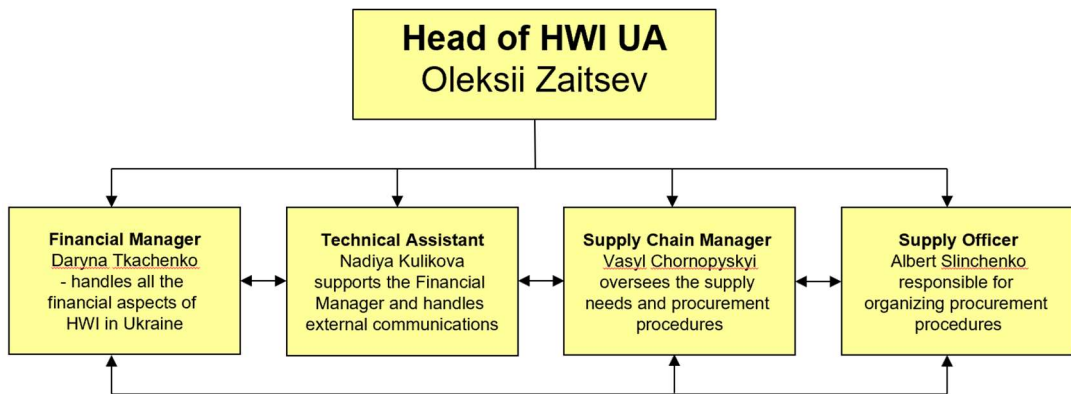 Head of HWI UA
Oleksii Zaitsev
Financial Manager
Daryna Tkachenko
- handles all the
financial aspects of
HWI in Ukraine
Technical Assistant
Nadiya Kulikova
supports the Financial
Manager and handles
external communications
Supply Chain Manager
Vasyl Chornopyskyi
oversees the supply
needs and procurement
procedures
Supply Officer
Albert Slinchenko
responsible for
organizing procurement
procedures